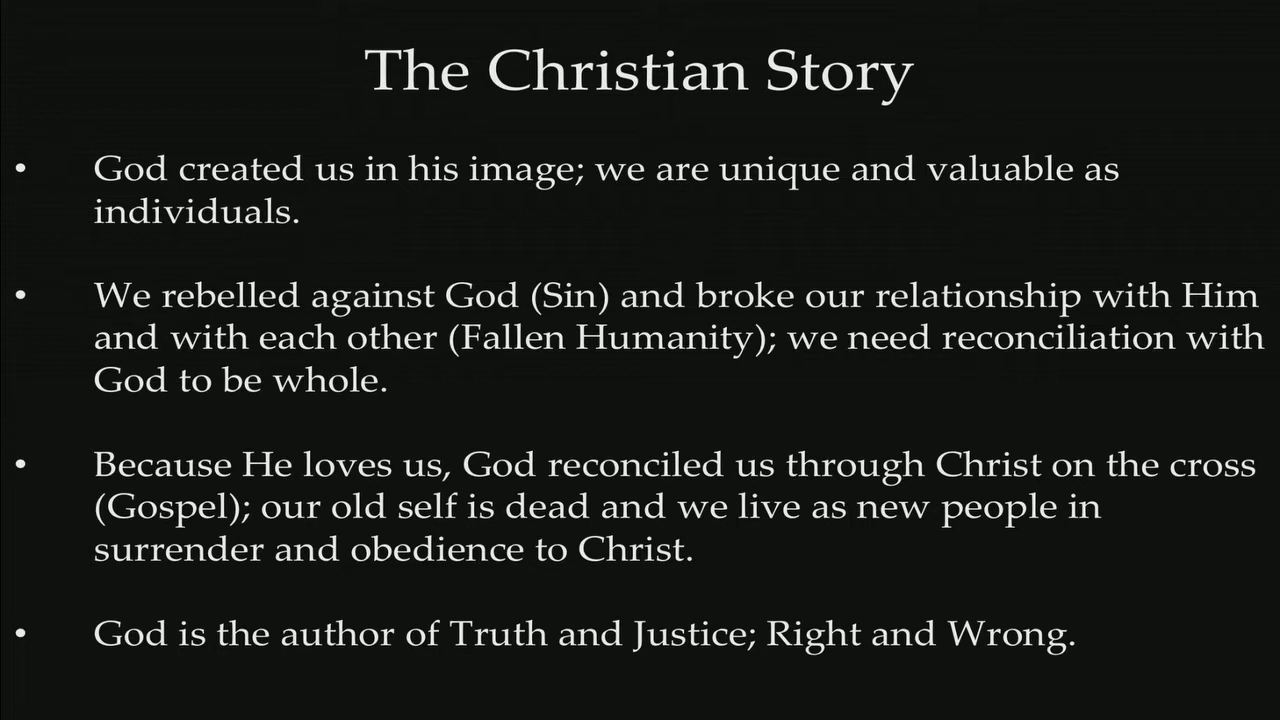 The Christian Story
• God created us in his image; we are unique and valuable as
individuals.
• We rebelled against God (Sin) and broke our relationship with Him
and with each other (Fallen Humanity); we need reconciliation with
God to be whole.
• Because He loves us, God reconciled us through Christ on the cross
(Gospel); our old self is dead and we live as new people in
surrender and obedience to Christ.
• God is the author of Truth and Justice; Right and Wrong.